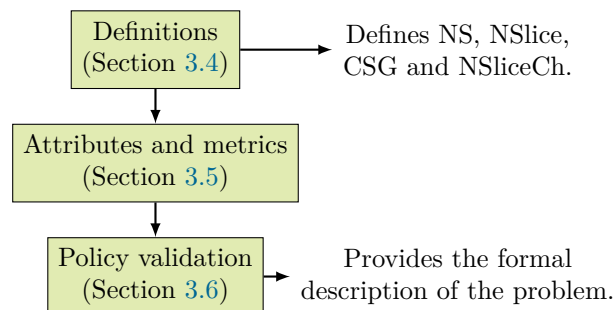 Definitions
(Section 3.4)
Defines NS, NSlice,
CSG and NSliceCh.
Attributes and metrics
(Section 3.5)
Policy validation
(Section 3.6)
Provides the formal
description of the problem.